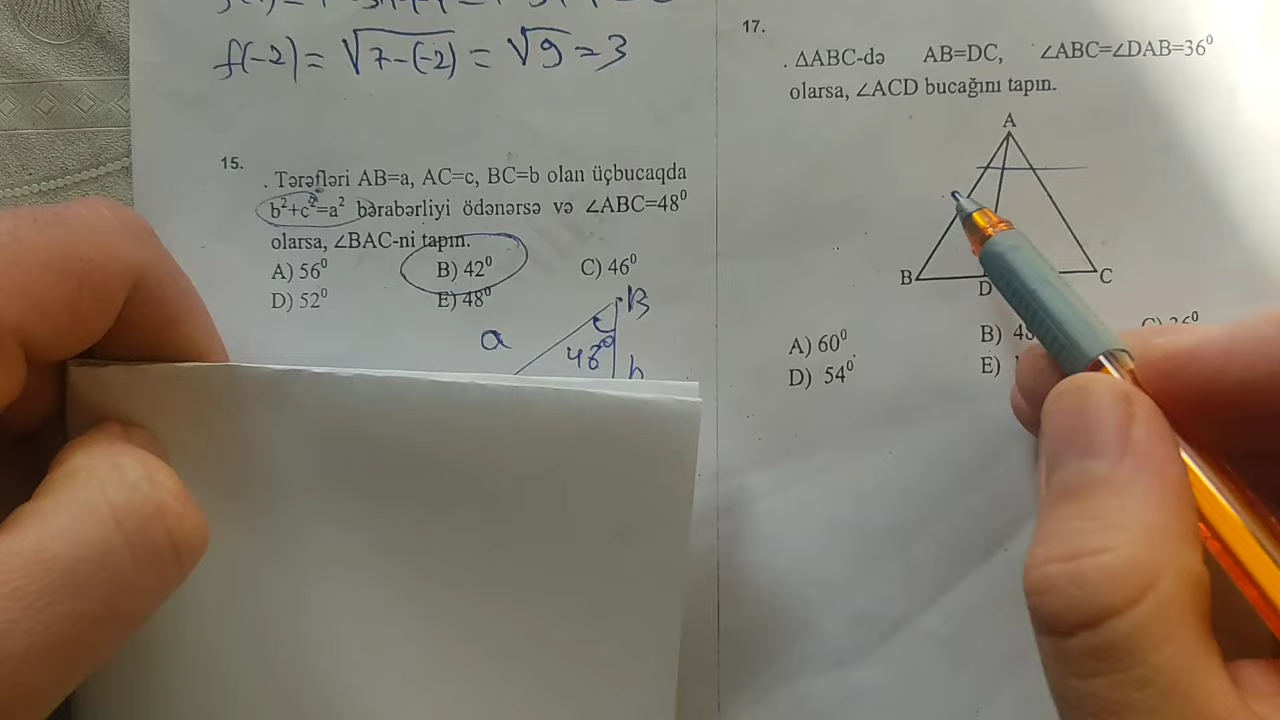 f(-2) = √7-(-2) = √9 = 3
15.
. Tərəfləri AB=a, AC=c, BC=b olan üçbucaqda
b²+c²=a² bərabərliyi ödənərsə və ∠ABC=48⁰
olarsa, ∠BAC-ni tapın.
A) 56⁰ B) 42⁰ C) 46⁰
D) 52⁰ E) 48⁰
B
a
48⁰ b
17.
. ΔABC-də AB=DC, ∠ABC=∠DAB=36⁰
olarsa, ∠ACD bucağını tapın.
A
B D C
A) 60⁰ B)
D) 54⁰ E)